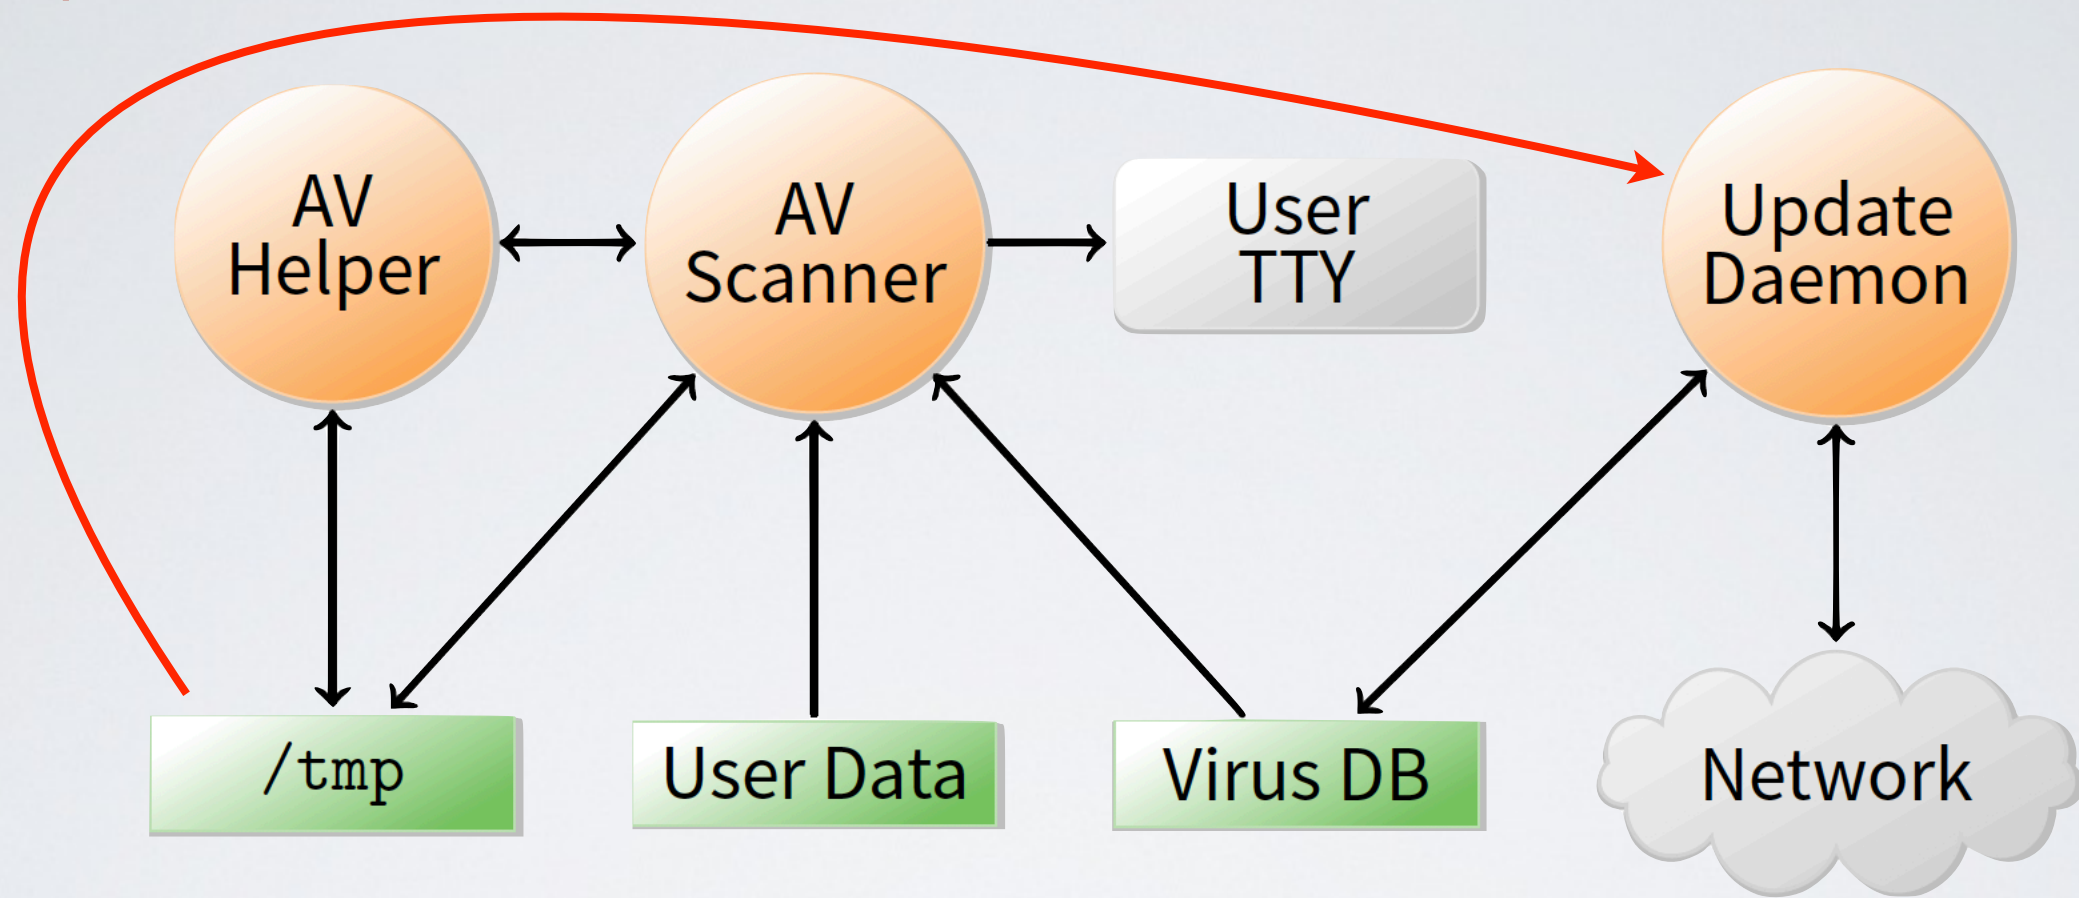 AV
Helper
AV
Scanner
User
TTY
Update
Daemon
/tmp
User Data
Virus DB
Network